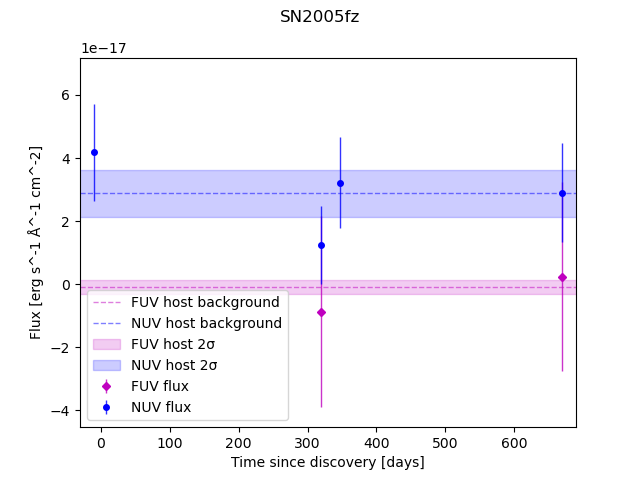 SN2005fz
1e−17
6
4
2
0
−2
−4
Flux [erg s^-1 Å^-1 cm^-2]
FUV host background
NUV host background
FUV host 2σ
NUV host 2σ
FUV flux
NUV flux
0 100 200 300 400 500 600
Time since discovery [days]